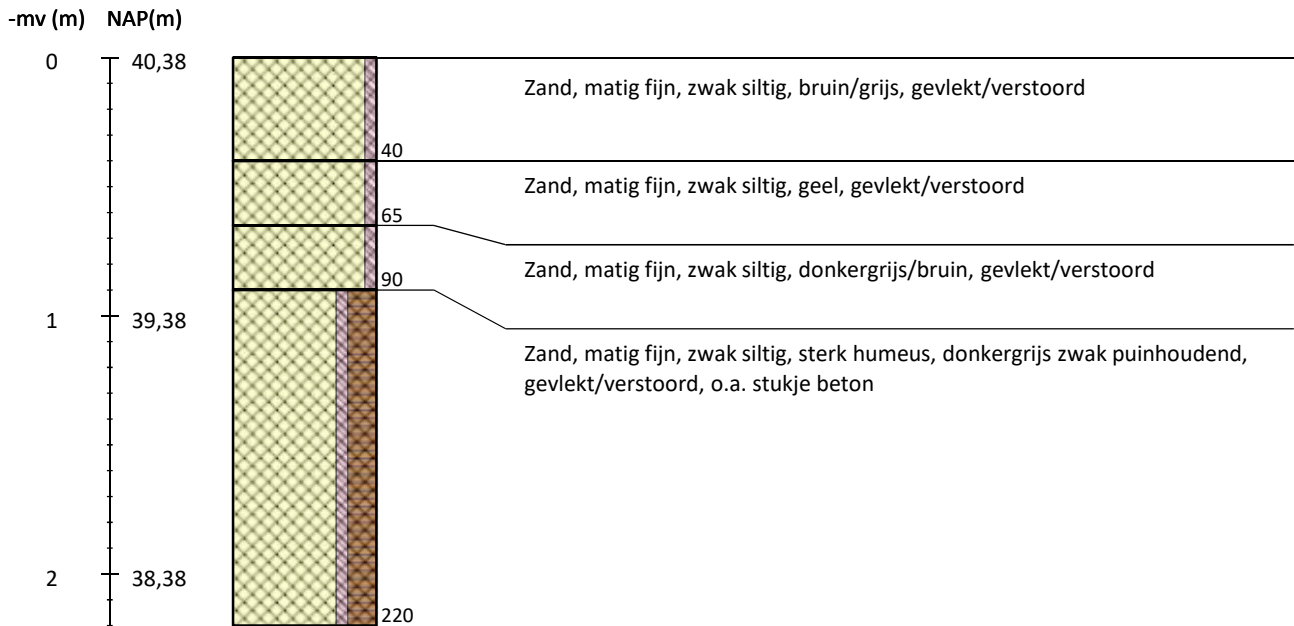 -mv (m) NAP(m)
0 40,38
Zand, matig fijn, zwak siltig, bruin/grijs, gevlekt/verstoord
40
Zand, matig fijn, zwak siltig, geel, gevlekt/verstoord
65
Zand, matig fijn, zwak siltig, donkergrijs/bruin, gevlekt/verstoord
90
1 39,38
Zand, matig fijn, zwak siltig, sterk humeus, donkergrijs zwak puinhoudend,
gevlekt/verstoord, o.a. stukje beton
2 38,38
220